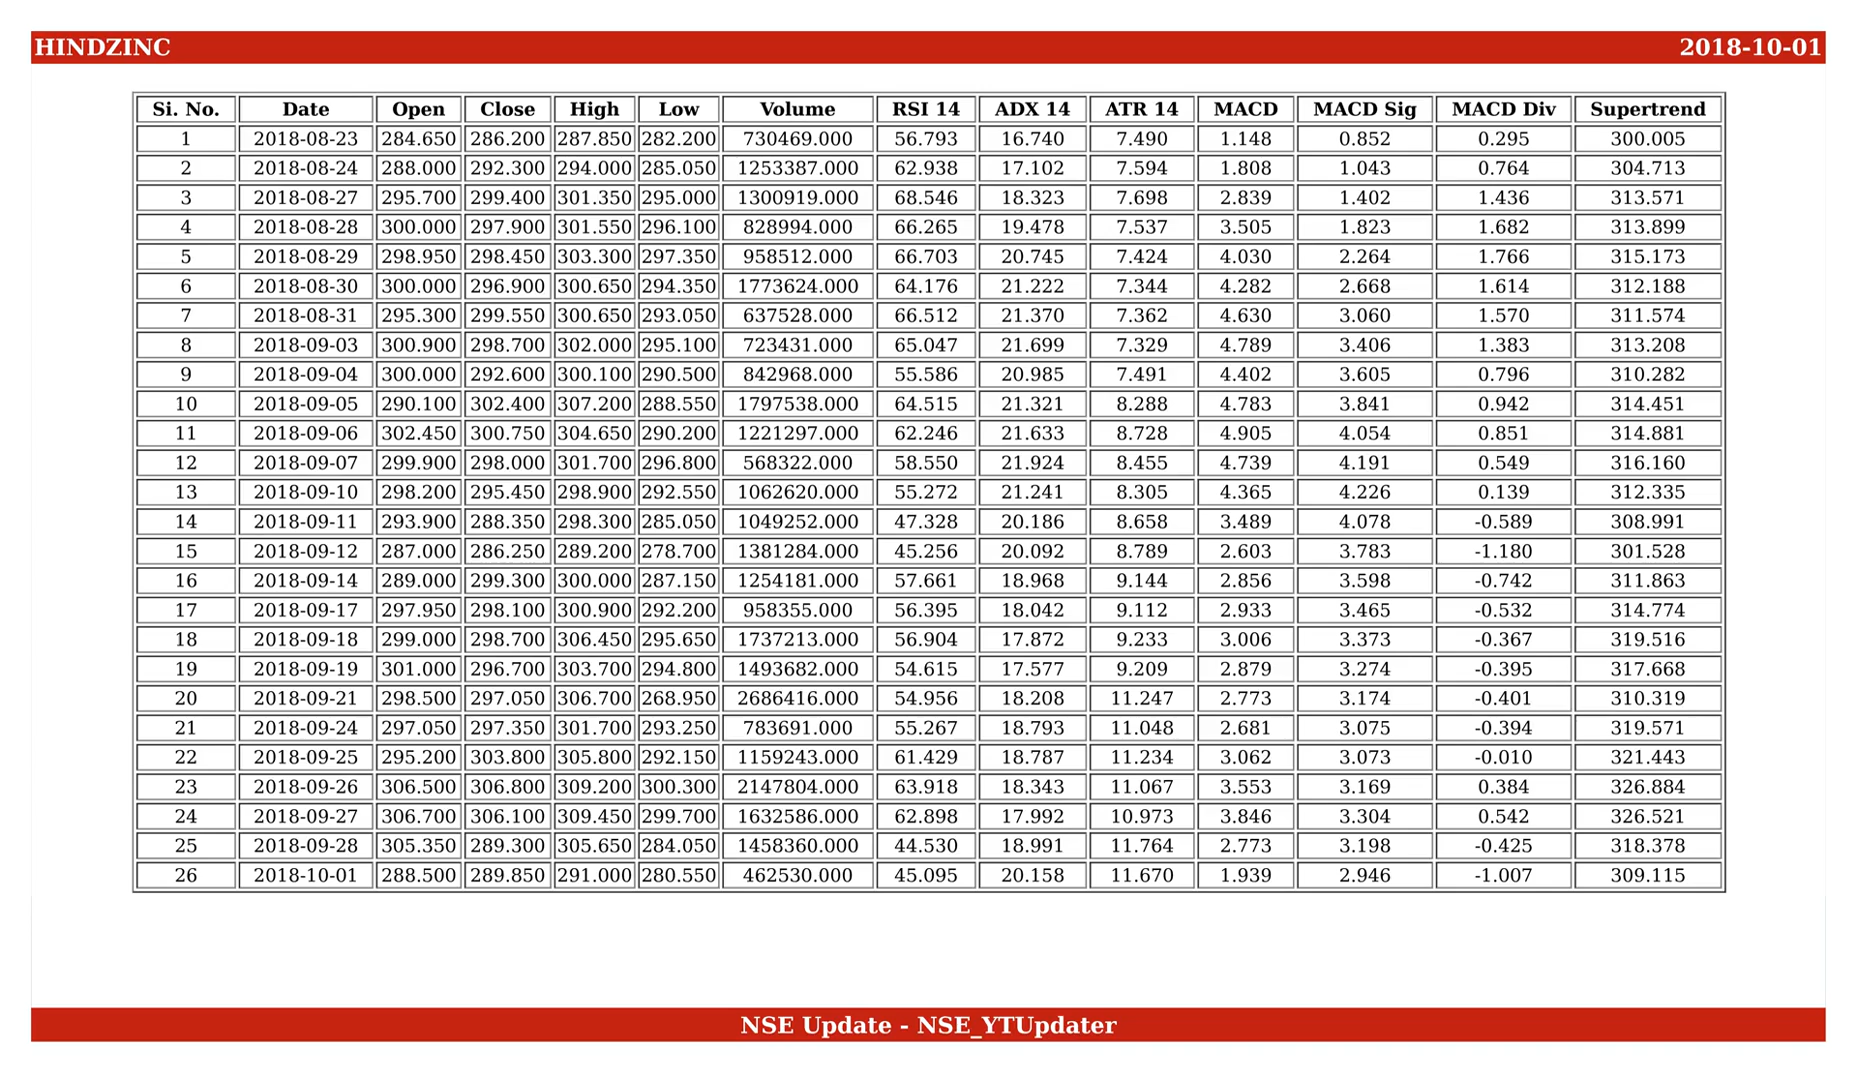 HINDZINC 2018-10-01
Si. No. Date Open Close High Low Volume RSI 14 ADX 14 ATR 14 MACD MACD Sig MACD Div Supertrend
1 2018-08-23 284.650 286.200 287.850 282.200 730469.000 56.793 16.740 7.490 1.148 0.852 0.295 300.005
2 2018-08-24 288.000 292.300 294.000 285.050 1253387.000 62.938 17.102 7.594 1.808 1.043 0.764 304.713
3 2018-08-27 295.700 299.400 301.350 295.000 1300919.000 68.546 18.323 7.698 2.839 1.402 1.436 313.571
4 2018-08-28 300.000 297.900 301.550 296.100 828994.000 66.265 19.478 7.537 3.505 1.823 1.682 313.899
5 2018-08-29 298.950 298.450 303.300 297.350 958512.000 66.703 20.745 7.424 4.030 2.264 1.766 315.173
6 2018-08-30 300.000 296.900 300.650 294.350 1773624.000 64.176 21.222 7.344 4.282 2.668 1.614 312.188
7 2018-08-31 295.300 299.550 300.650 293.050 637528.000 66.512 21.370 7.362 4.630 3.060 1.570 311.574
8 2018-09-03 300.900 298.700 302.000 295.100 723431.000 65.047 21.699 7.329 4.789 3.406 1.383 313.208
9 2018-09-04 300.000 292.600 300.100 290.500 842968.000 55.586 20.985 7.491 4.402 3.605 0.796 310.282
10 2018-09-05 290.100 302.400 307.200 288.550 1797538.000 64.515 21.321 8.288 4.783 3.841 0.942 314.451
11 2018-09-06 302.450 300.750 304.650 290.200 1221297.000 62.246 21.633 8.728 4.905 4.054 0.851 314.881
12 2018-09-07 299.900 298.000 301.700 296.800 568322.000 58.550 21.924 8.455 4.739 4.191 0.549 316.160
13 2018-09-10 298.200 295.450 298.900 292.550 1062620.000 55.272 21.241 8.305 4.365 4.226 0.139 312.335
14 2018-09-11 293.900 288.350 298.300 285.050 1049252.000 47.328 20.186 8.658 3.489 4.078 -0.589 308.991
15 2018-09-12 287.000 286.250 289.200 278.700 1381284.000 45.256 20.092 8.789 2.603 3.783 -1.180 301.528
16 2018-09-14 289.000 299.300 300.000 287.150 1254181.000 57.661 18.968 9.144 2.856 3.598 -0.742 311.863
17 2018-09-17 297.950 298.100 300.900 292.200 958355.000 56.395 18.042 9.112 2.933 3.465 -0.532 314.774
18 2018-09-18 299.000 298.700 306.450 295.650 1737213.000 56.904 17.872 9.233 3.006 3.373 -0.367 319.516
19 2018-09-19 301.000 296.700 303.700 294.800 1493682.000 54.615 17.577 9.209 2.879 3.274 -0.395 317.668
20 2018-09-21 298.500 297.050 306.700 268.950 2686416.000 54.956 18.208 11.247 2.773 3.174 -0.401 310.319
21 2018-09-24 297.050 297.350 301.700 293.250 783691.000 55.267 18.793 11.048 2.681 3.075 -0.394 319.571
22 2018-09-25 295.200 303.800 305.800 292.150 1159243.000 61.429 18.787 11.234 3.062 3.073 -0.010 321.443
23 2018-09-26 306.500 306.800 309.200 300.300 2147804.000 63.918 18.343 11.067 3.553 3.169 0.384 326.884
24 2018-09-27 306.700 306.100 309.450 299.700 1632586.000 62.898 17.992 10.973 3.846 3.304 0.542 326.521
25 2018-09-28 305.350 289.300 305.650 284.050 1458360.000 44.530 18.991 11.764 2.773 3.198 -0.425 318.378
26 2018-10-01 288.500 289.850 291.000 280.550 462530.000 45.095 20.158 11.670 1.939 2.946 -1.007 309.115
NSE Update - NSE_YTUpdater